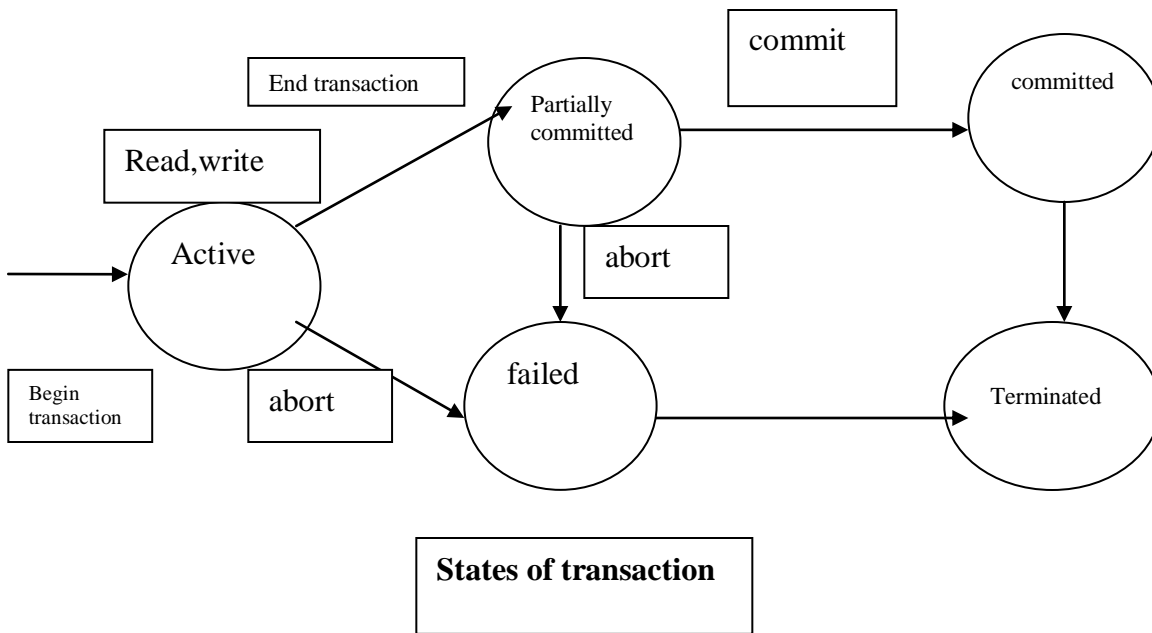 commit
End transaction
Partially
committed
committed
Read,write
Active
abort
failed
abort
Begin
transaction
Terminated
States of transaction